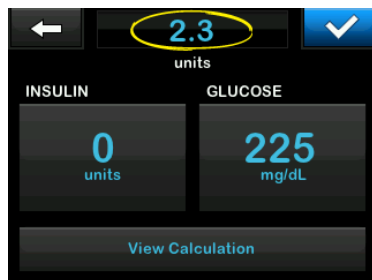 2.3
units
INSULIN
GLUCOSE
0
units
225
mg/dL
View Calculation